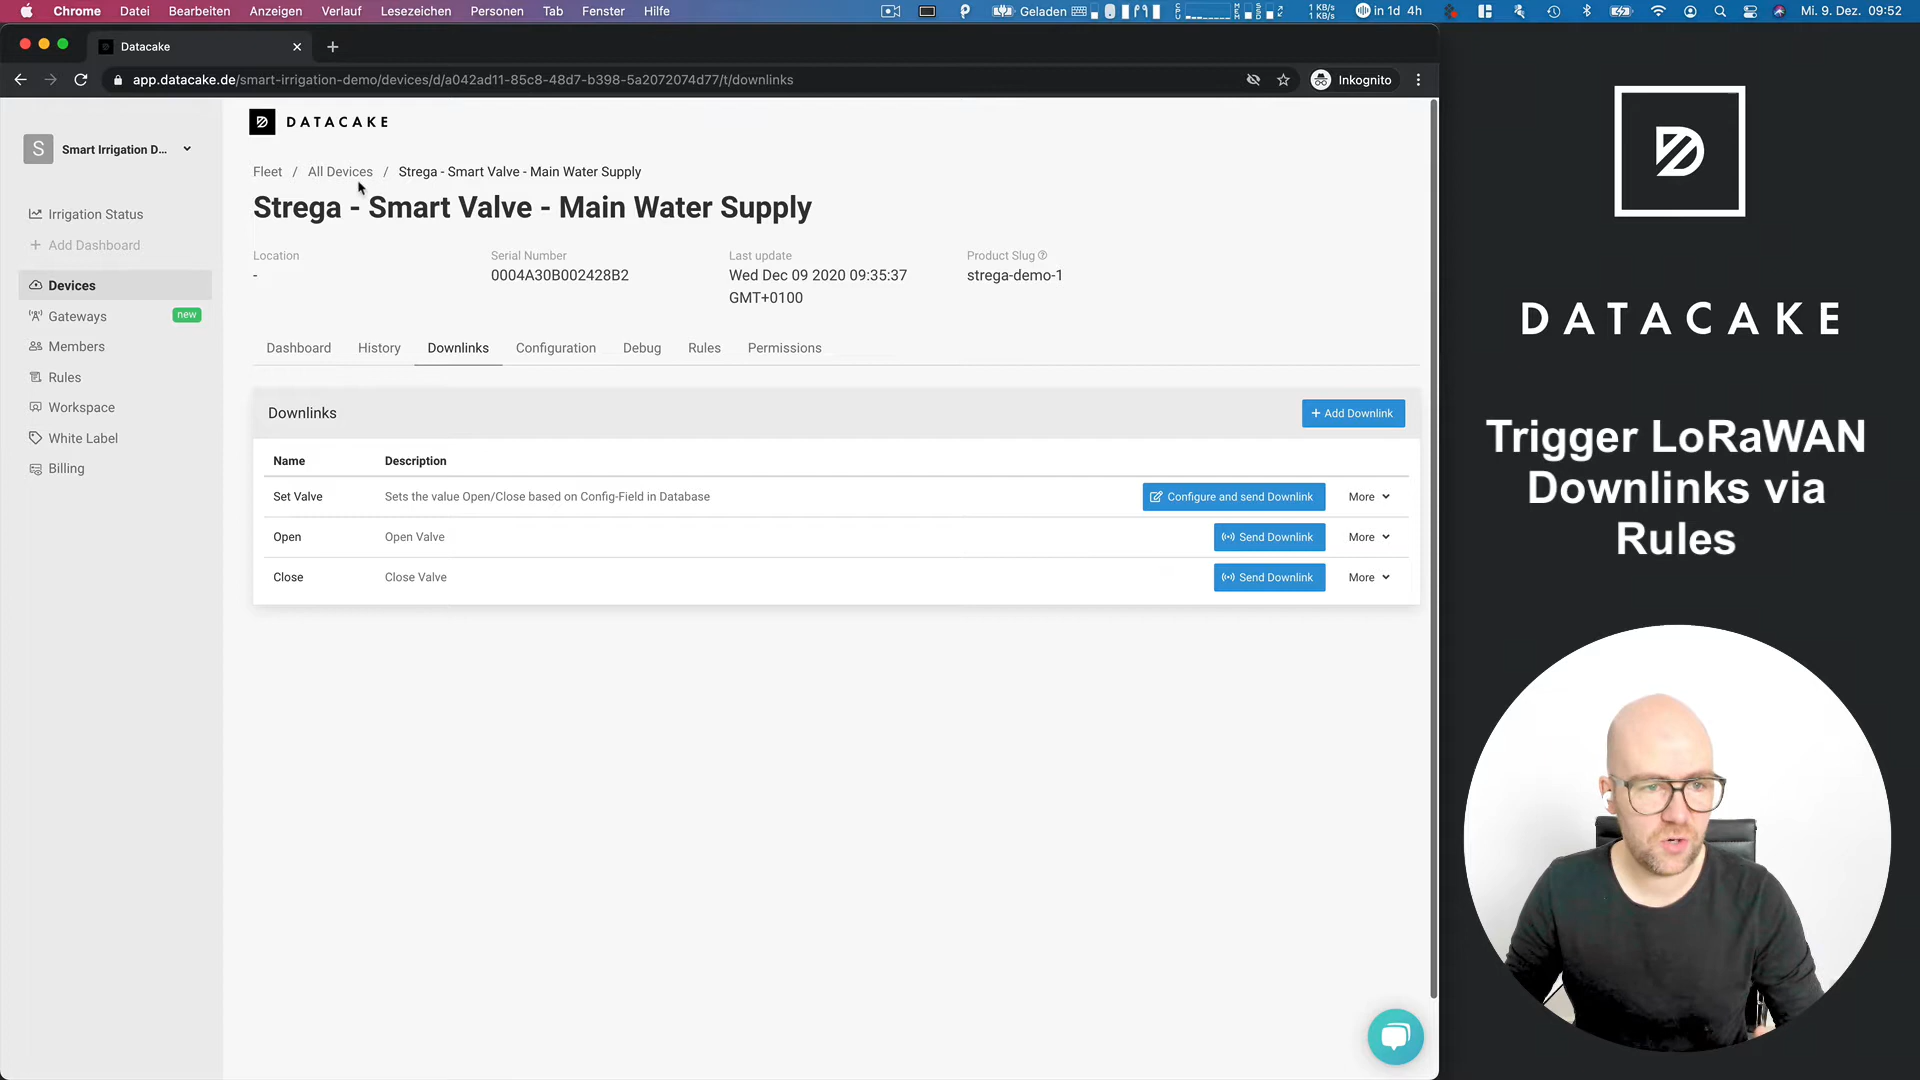 Chrome Datei Bearbeiten Anzeigen Verlauf Lesezeichen Personen Tab Fenster Hilfe Geladen 1 KB/s 1 KB/s in 1d 4h Mi. 9. Dez. 09:52
Datacake
app.datacake.de/smart-irrigation-demo/devices/d/a042ad11-85c8-48d7-b398-5a2072074d77/t/downlinks Inkognito
DATACAKE
S Smart Irrigation D...
Irrigation Status
+ Add Dashboard
Devices
Gateways new
Members
Rules
Workspace
White Label
Billing
Fleet / All Devices / Strega - Smart Valve - Main Water Supply
Strega - Smart Valve - Main Water Supply
Location Serial Number Last update Product Slug
- 0004A30B002428B2 Wed Dec 09 2020 09:35:37 strega-demo-1
GMT+0100
Dashboard History Downlinks Configuration Debug Rules Permissions
Downlinks + Add Downlink
Name Description
Set Valve Sets the value Open/Close based on Config-Field in Database Configure and send Downlink More
Open Open Valve Send Downlink More
Close Close Valve Send Downlink More
DATACAKE
Trigger LoRaWAN
Downlinks via
Rules